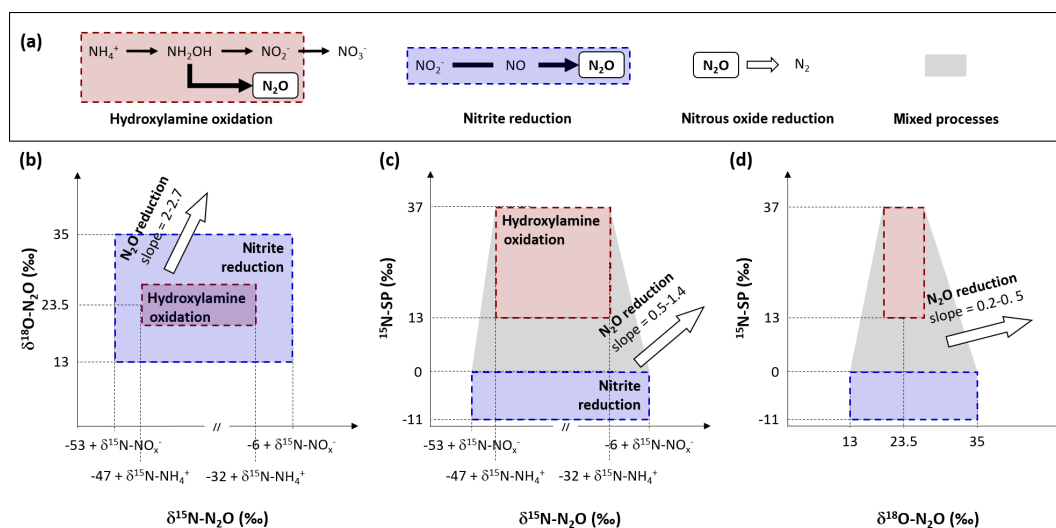 (a)
NH₄⁺ NH₂OH NO₂⁻ NO₃⁻
N₂O
Hydroxylamine oxidation
NO₂⁻ NO N₂O
Nitrite reduction
N₂O N₂
Nitrous oxide reduction
Mixed processes
(b)
δ¹⁸O-N₂O (‰)
35
23.5
13
N₂O reduction
slope = 2-2.7
Nitrite
reduction
Hydroxylamine
oxidation
//
-53 + δ¹⁵N-NOₓ⁻
-6 + δ¹⁵N-NOₓ⁻
-47 + δ¹⁵N-NH₄⁺
-32 + δ¹⁵N-NH₄⁺
δ¹⁵N-N₂O (‰)
(c)
¹⁵N-SP (‰)
37
13
0
-11
Hydroxylamine
oxidation
N₂O reduction
slope = 0.5-1.4
Nitrite
reduction
//
-53 + δ¹⁵N-NOₓ⁻
-6 + δ¹⁵N-NOₓ⁻
-47 + δ¹⁵N-NH₄⁺
-32 + δ¹⁵N-NH₄⁺
δ¹⁵N-N₂O (‰)
(d)
¹⁵N-SP (‰)
37
13
0
-11
N₂O reduction
slope = 0.2-0. 5
13
23.5
35
δ¹⁸O-N₂O (‰)